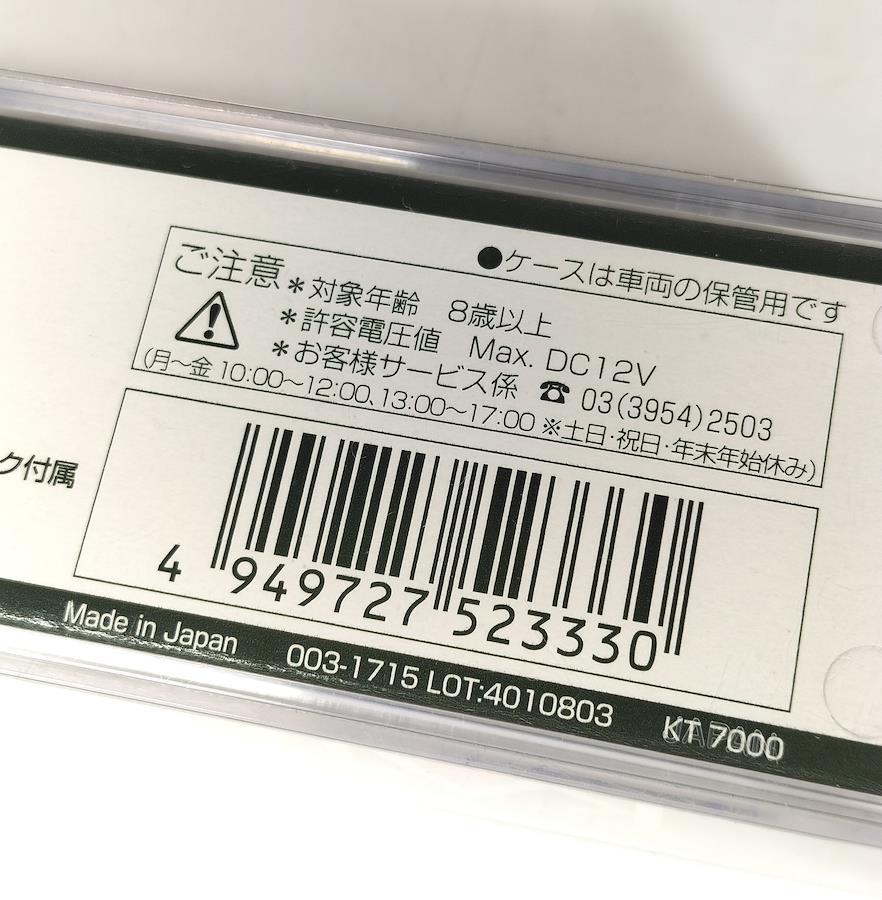 ●ケースは車両の保管用です
ご注意
＊対象年齢 8歳以上
＊許容電圧値 Max. DC12V
＊お客様サービス係 ☎ 03(3954)2503
(月〜金 10:00〜12:00、13:00〜17:00 ※土日・祝日・年末年始休み)
ク付属
4 949727 523330
Made in Japan 003-1715 LOT:4010803 KT 7000